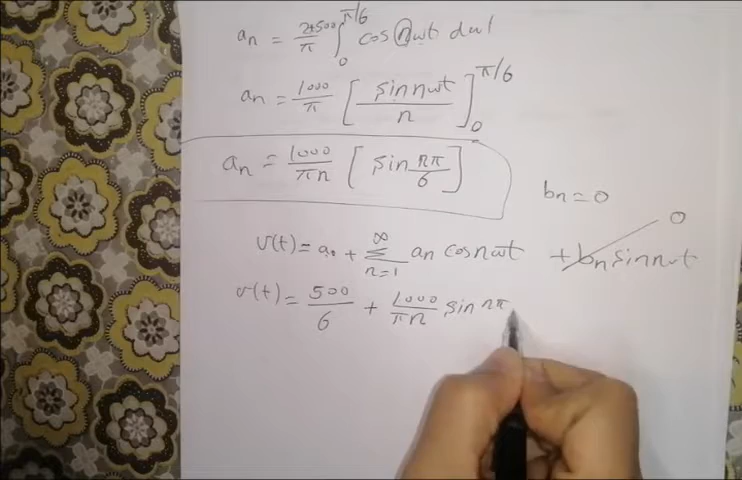 aₙ = 2*500/π ∫₀^π/6 cos nωt dωt
aₙ = 1000/π [ sin nωt / n ]₀^π/6
aₙ = 1000/πn [ sin nπ/6 ]
bₙ = 0
v(t) = a₀ + ∞Σn=1 aₙ cos nωt + bₙ sin nωt 0
v(t) = 500/6 + 1000/πn sin nπ